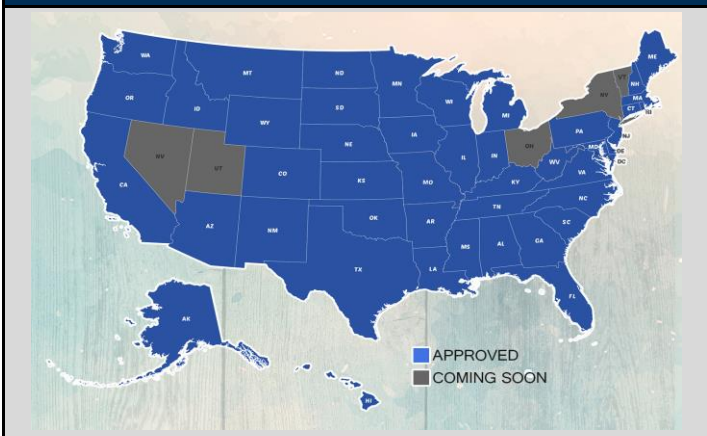 WA
MT
ND
MN
ME
VT
NH
OR
ID
SD
WI
MI
NY
MA
CT
RI
WY
IA
PA
NJ
NE
OH
NV
UT
IL
IN
MD
DE
DC
CO
WV
VA
CA
KS
MO
KY
NC
TN
AZ
NM
OK
AR
SC
MS
AL
GA
TX
LA
FL
AK
HI
APPROVED
COMING SOON